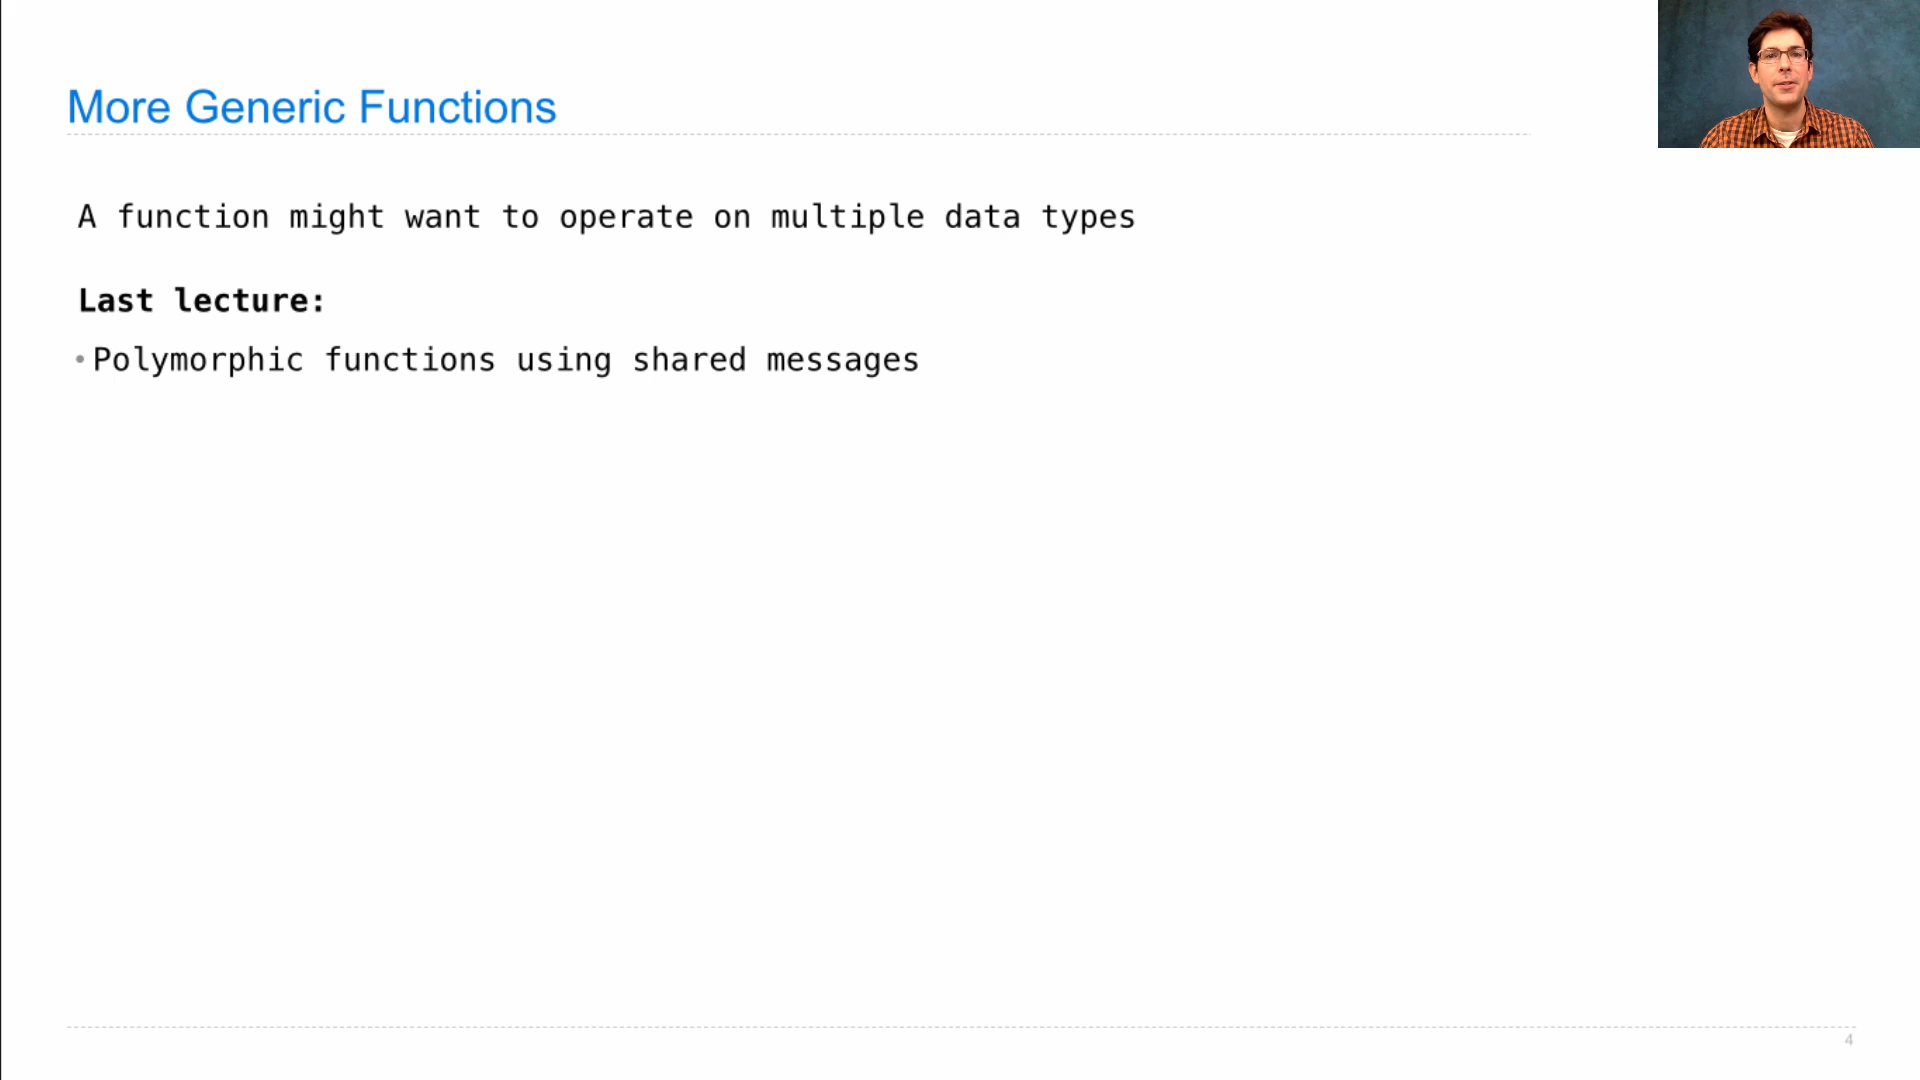 More Generic Functions
A function might want to operate on multiple data types
Last lecture:
•Polymorphic functions using shared messages
4